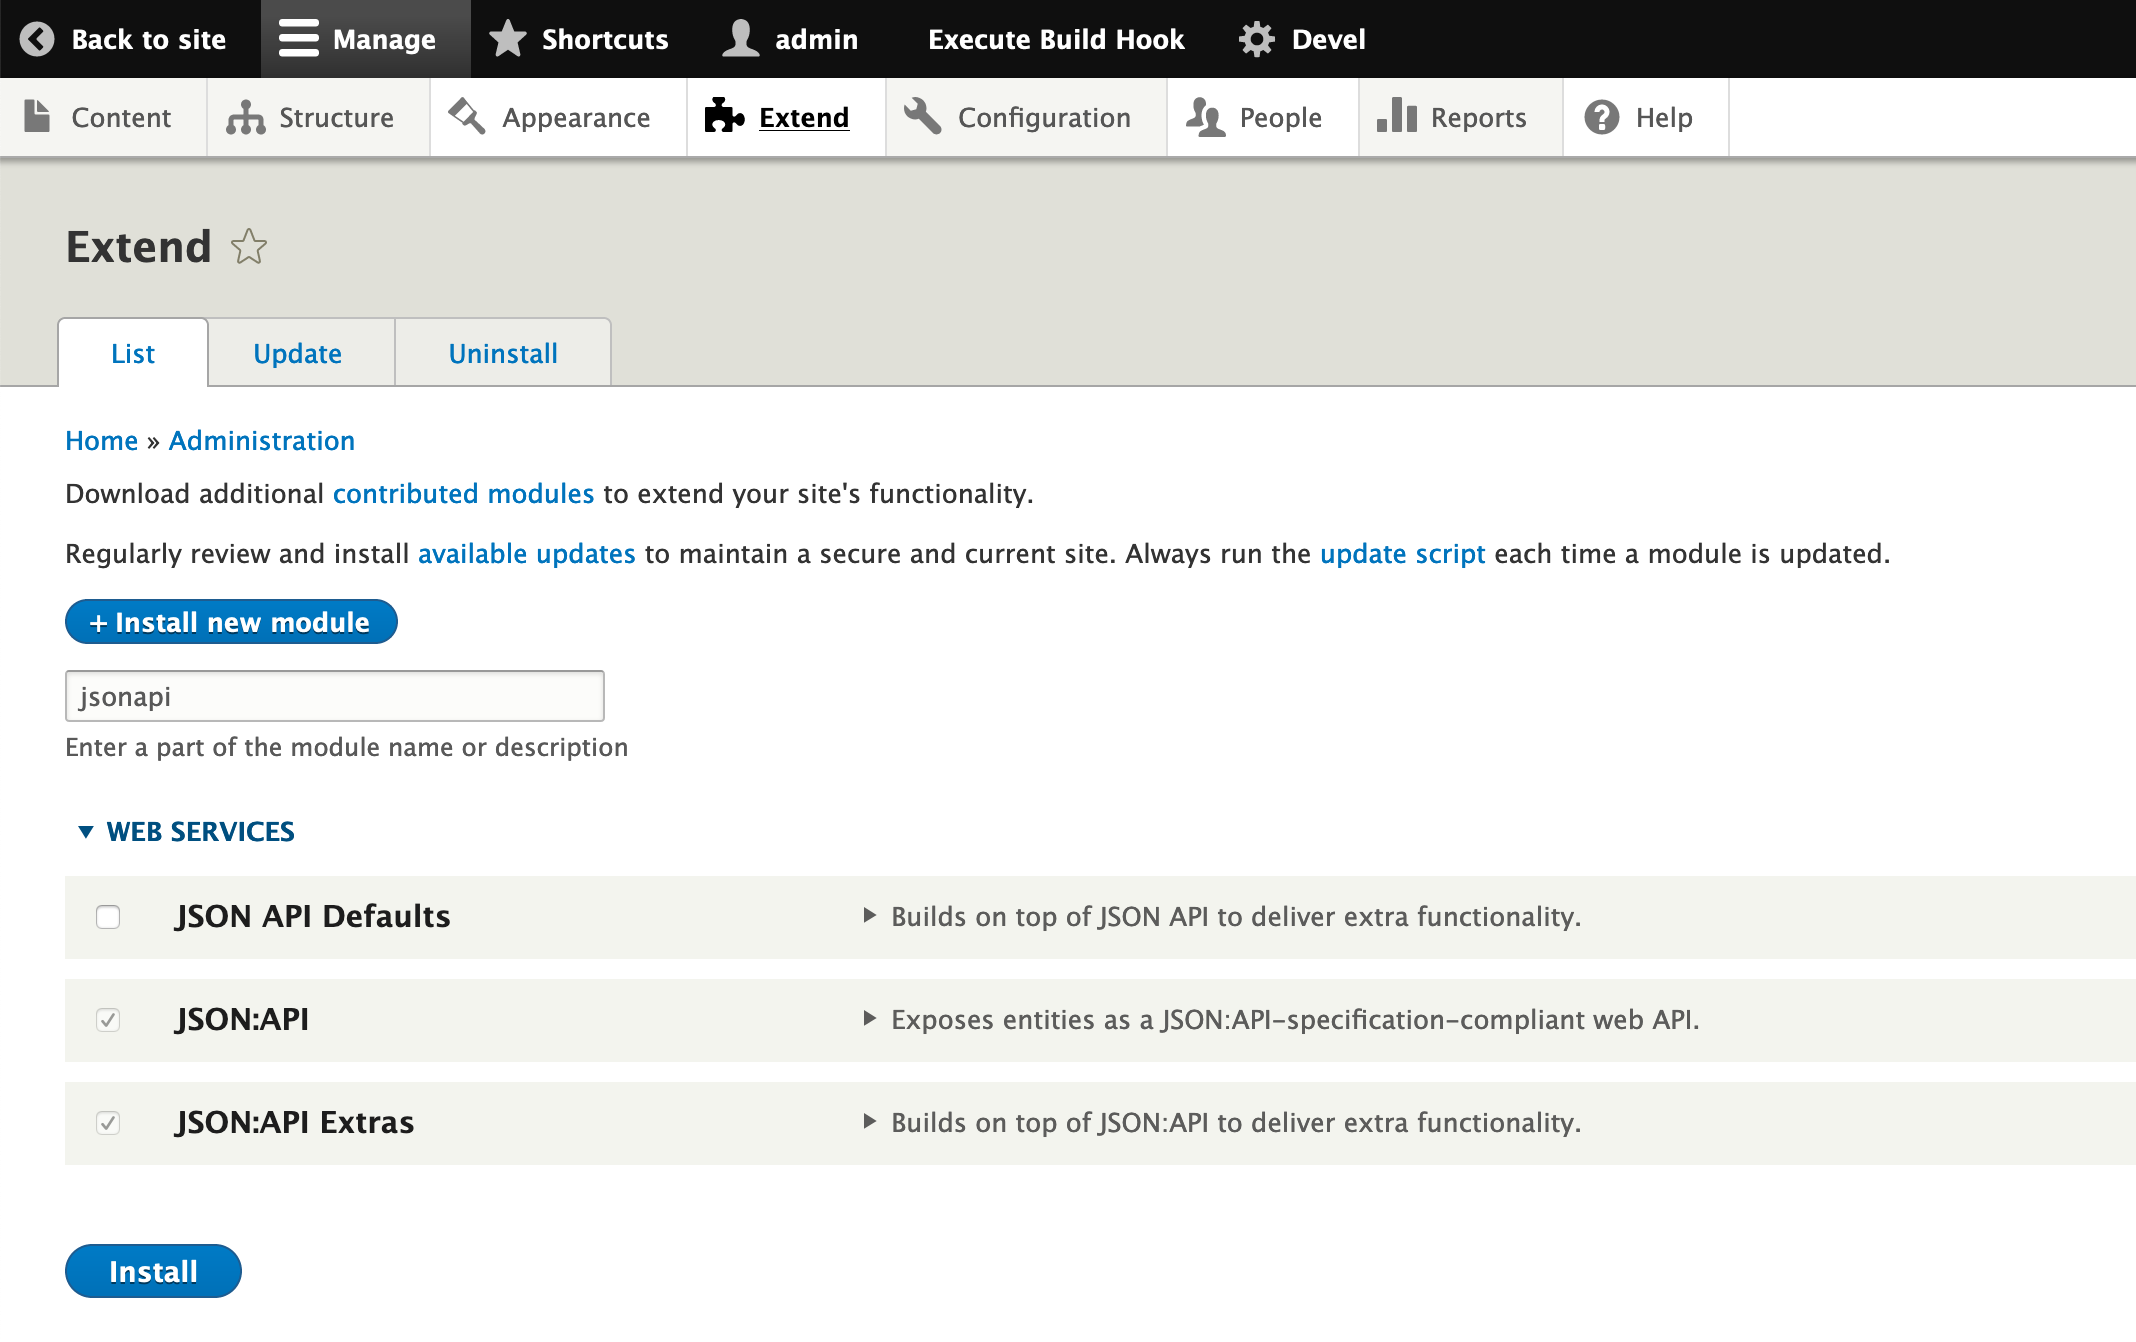 Back to site Manage Shortcuts admin Execute Build Hook Devel
Content Structure Appearance Extend Configuration People Reports Help
Extend
List Update Uninstall
Home » Administration
Download additional contributed modules to extend your site's functionality.
Regularly review and install available updates to maintain a secure and current site. Always run the update script each time a module is updated.
+ Install new module
jsonapi
Enter a part of the module name or description
WEB SERVICES
JSON API Defaults Builds on top of JSON API to deliver extra functionality.
JSON:API Exposes entities as a JSON:API-specification-compliant web API.
JSON:API Extras Builds on top of JSON:API to deliver extra functionality.
Install